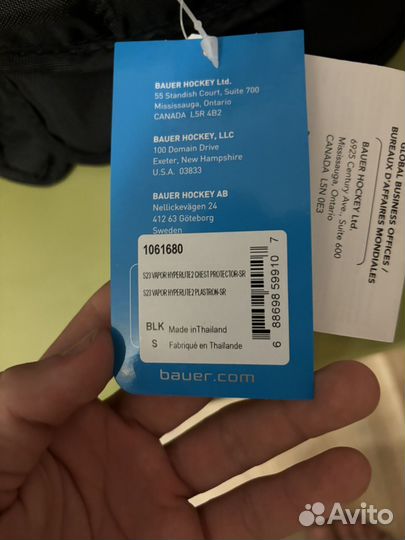 BAUER HOCKEY Ltd.
55 Standish Court, Suite 700
Mississauga, Ontario
CANADA L5R 4B2
BAUER HOCKEY, LLC
100 Domain Drive
Exeter, New Hampshire
U.S.A. 03833
BAUER HOCKEY AB
Nellickevägen 24
412 63 Göteborg
Sweden
1061680
S23 VAPOR HYPERLITE2 CHEST PROTECTOR-SR
S23 VAPOR HYPERLITE2 PLASTRON-SR
BLK Made inThailand
S Fabriqué en Thaïlande
6 88698 59910 7
bauer.com
GLOBAL BUSINESS OFFICES /
BUREAUX D'AFFAIRES MONDIALES
BAUER HOCKEY Ltd.
6925 Century Ave., Suite 600
Mississauga, Ontario
CANADA L5N 0E3
Avito